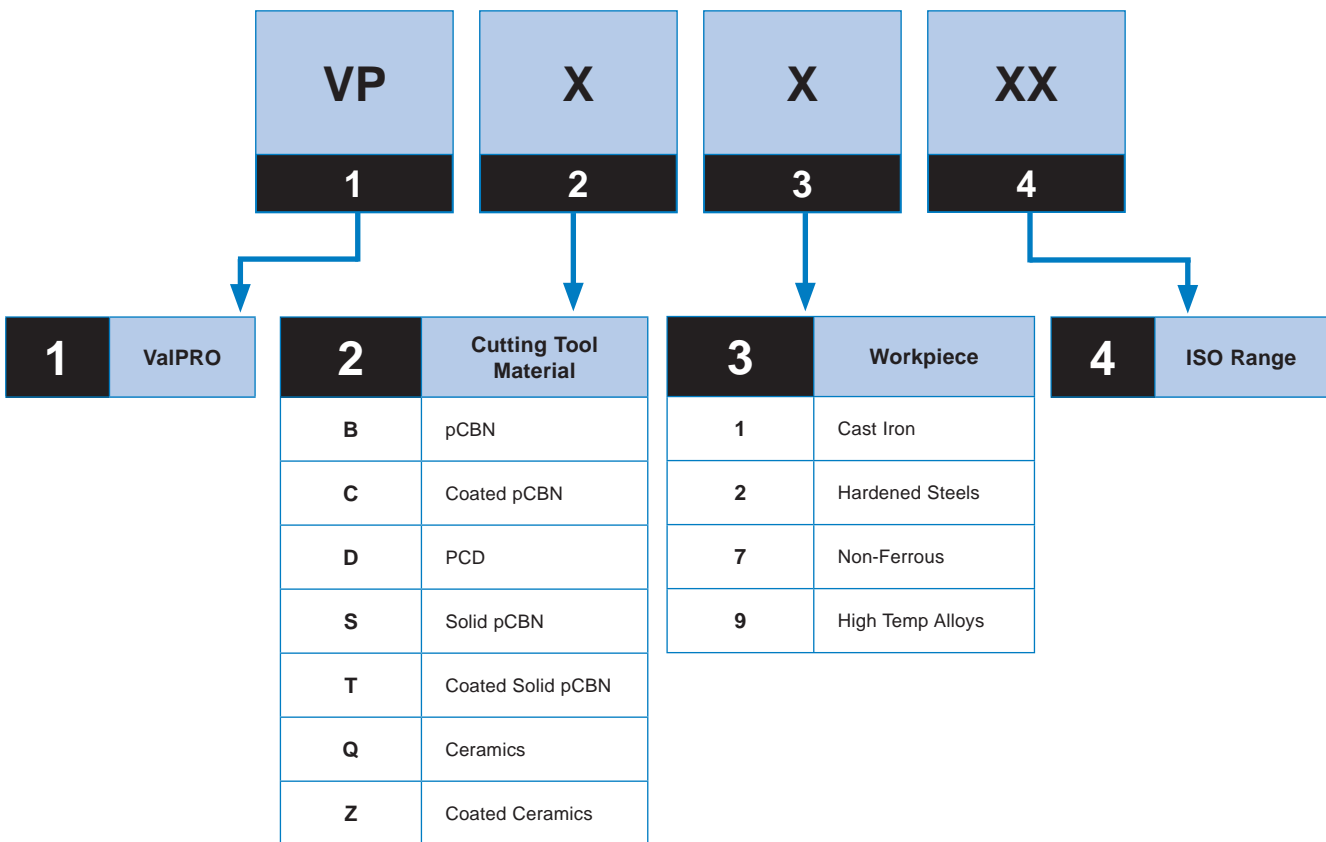 VP X X XX
1 2 3 4
1 ValPRO
2 Cutting Tool
Material
B pCBN
C Coated pCBN
D PCD
S Solid pCBN
T Coated Solid pCBN
Q Ceramics
Z Coated Ceramics
3 Workpiece
1 Cast Iron
2 Hardened Steels
7 Non-Ferrous
9 High Temp Alloys
4 ISO Range